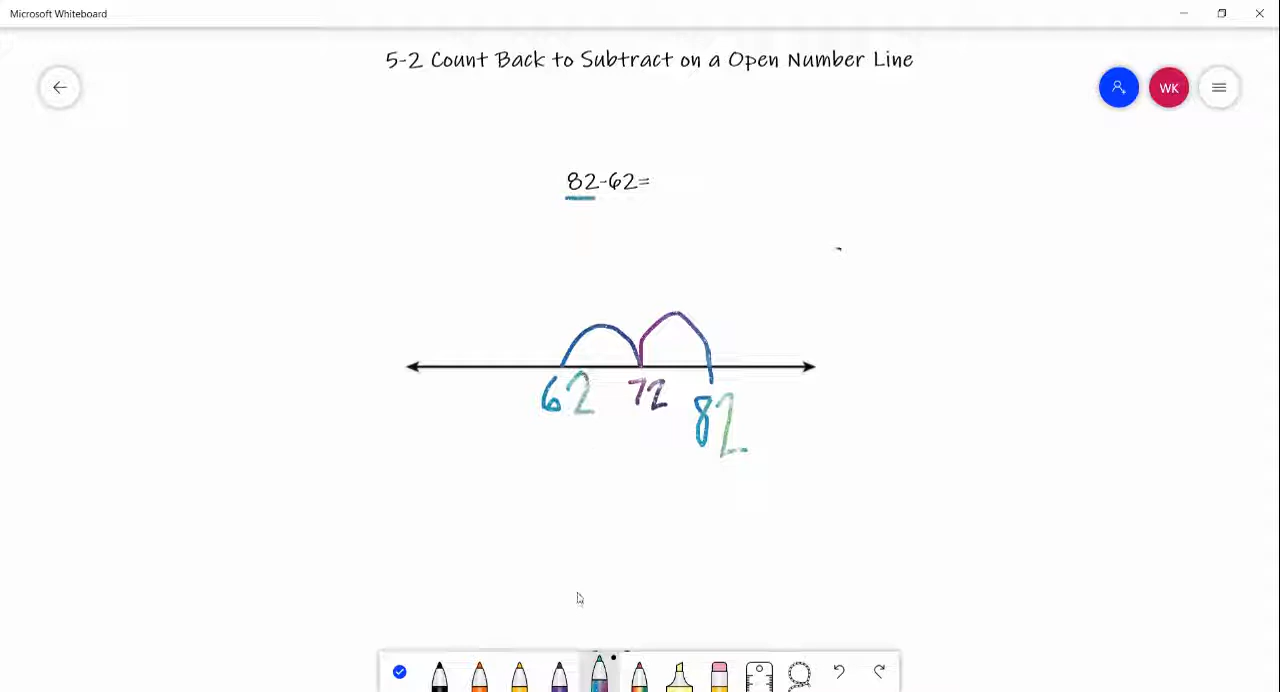 Microsoft Whiteboard
5-2 Count Back to Subtract on a Open Number Line
WK
82-62=
62 72 82